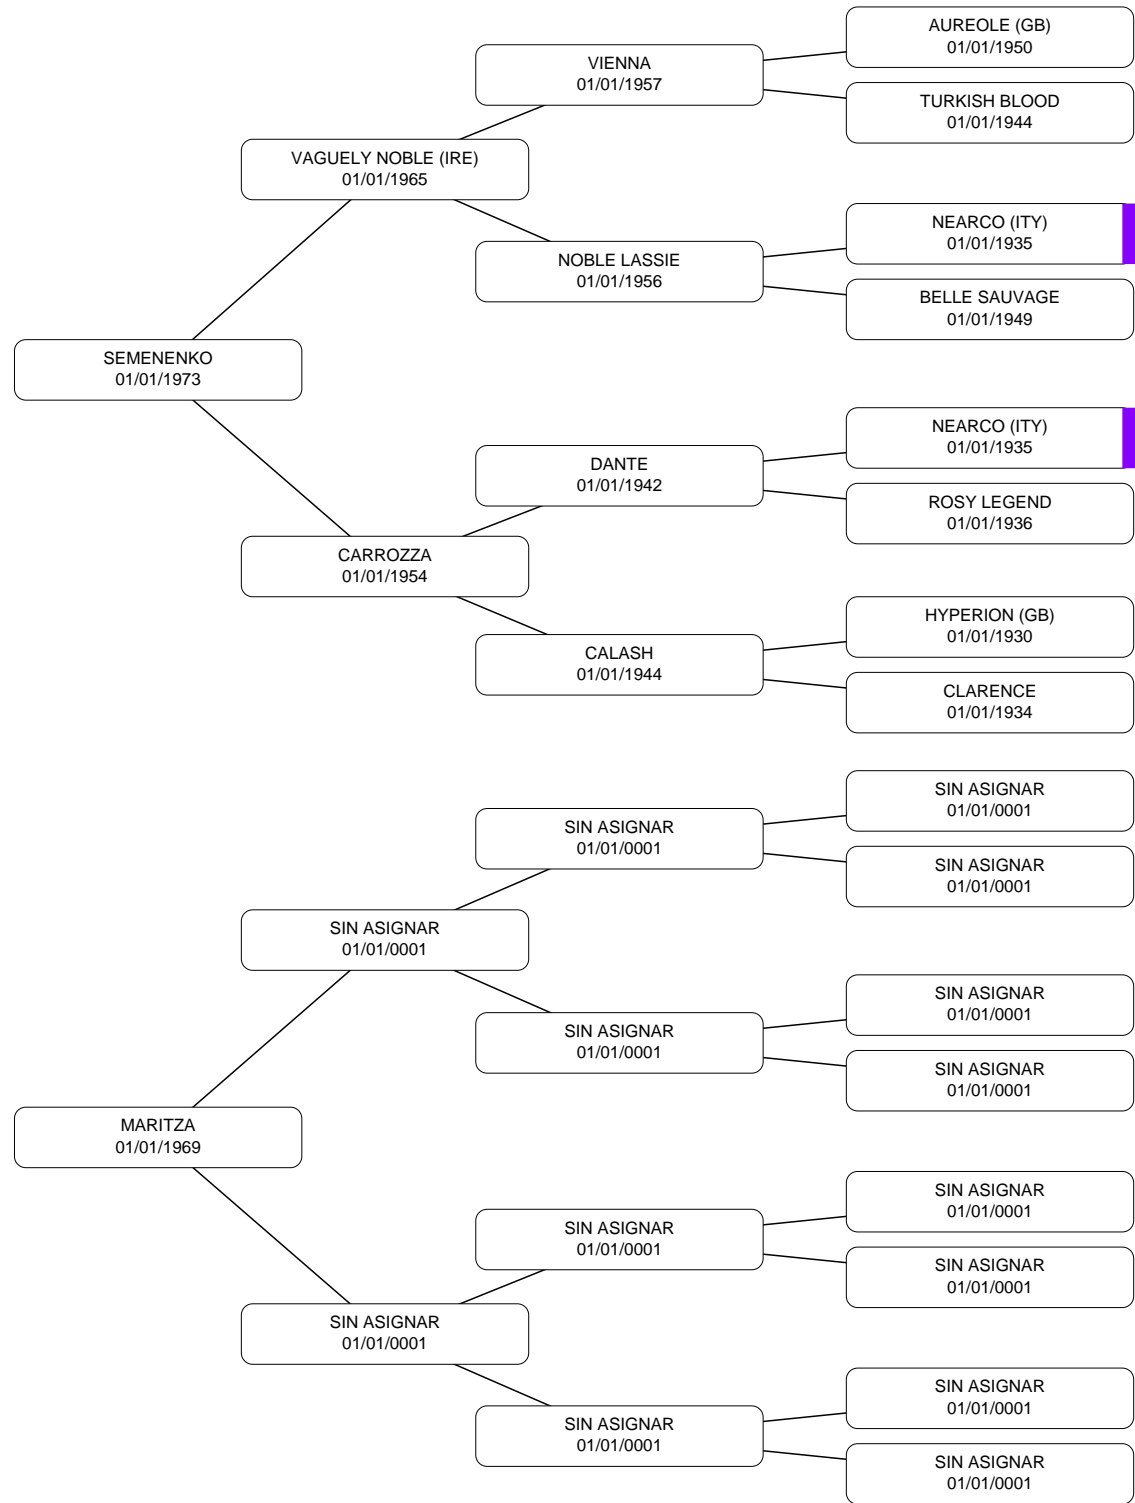 AUREOLE (GB)
01/01/1950
VIENNA
01/01/1957
TURKISH BLOOD
01/01/1944
VAGUELY NOBLE (IRE)
01/01/1965
NEARCO (ITY)
01/01/1935
NOBLE LASSIE
01/01/1956
BELLE SAUVAGE
01/01/1949
SEMENENKO
01/01/1973
NEARCO (ITY)
01/01/1935
DANTE
01/01/1942
ROSY LEGEND
01/01/1936
CARROZZA
01/01/1954
HYPERION (GB)
01/01/1930
CALASH
01/01/1944
CLARENCE
01/01/1934
SIN ASIGNAR
01/01/0001
SIN ASIGNAR
01/01/0001
SIN ASIGNAR
01/01/0001
SIN ASIGNAR
01/01/0001
SIN ASIGNAR
01/01/0001
SIN ASIGNAR
01/01/0001
SIN ASIGNAR
01/01/0001
MARITZA
01/01/1969
SIN ASIGNAR
01/01/0001
SIN ASIGNAR
01/01/0001
SIN ASIGNAR
01/01/0001
SIN ASIGNAR
01/01/0001
SIN ASIGNAR
01/01/0001
SIN ASIGNAR
01/01/0001
SIN ASIGNAR
01/01/0001